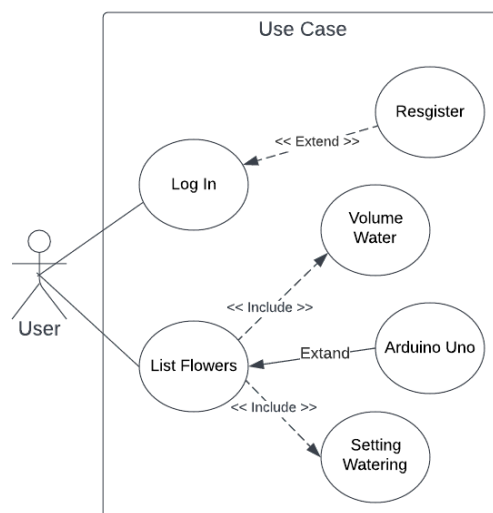 Use Case
Resgister
<< Extend >>
Log In
Volume
Water
User
<< Include >>
List Flowers
Extand
Arduino Uno
<< Include >>
Setting
Watering